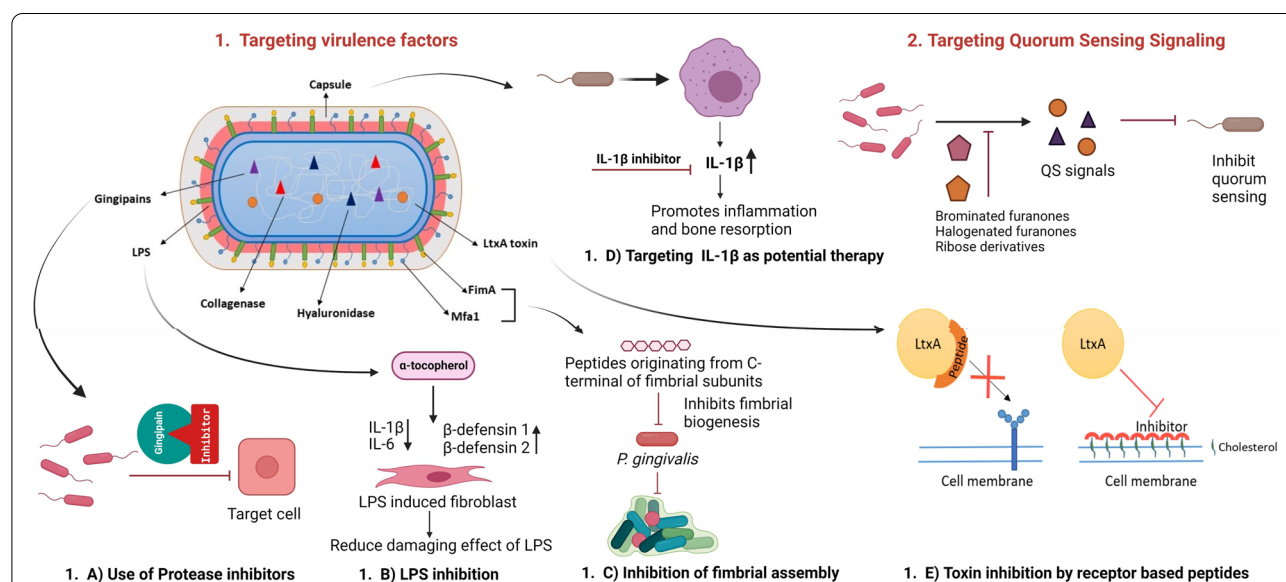 1. Targeting virulence factors
Capsule
Gingipains
LPS
Collagenase
Hyaluronidase
LtxA toxin
FimA
Mfa1
IL-1β inhibitor
IL-1β
Promotes inflammation
and bone resorption
1. D) Targeting IL-1β as potential therapy
2. Targeting Quorum Sensing Signaling
QS signals
Inhibit
quorum
sensing
Brominated furanones
Halogenated furanones
Ribose derivatives
Gingipain
Inhibitor
Target cell
1. A) Use of Protease inhibitors
α-tocopherol
IL-1β
IL-6
β-defensin 1
β-defensin 2
LPS induced fibroblast
Reduce damaging effect of LPS
1. B) LPS inhibition
Peptides originating from C-
terminal of fimbrial subunits
Inhibits fimbrial
biogenesis
P. gingivalis
1. C) Inhibition of fimbrial assembly
LtxA
Peptide
Cell membrane
LtxA
Inhibitor
Cholesterol
Cell membrane
1. E) Toxin inhibition by receptor based peptides